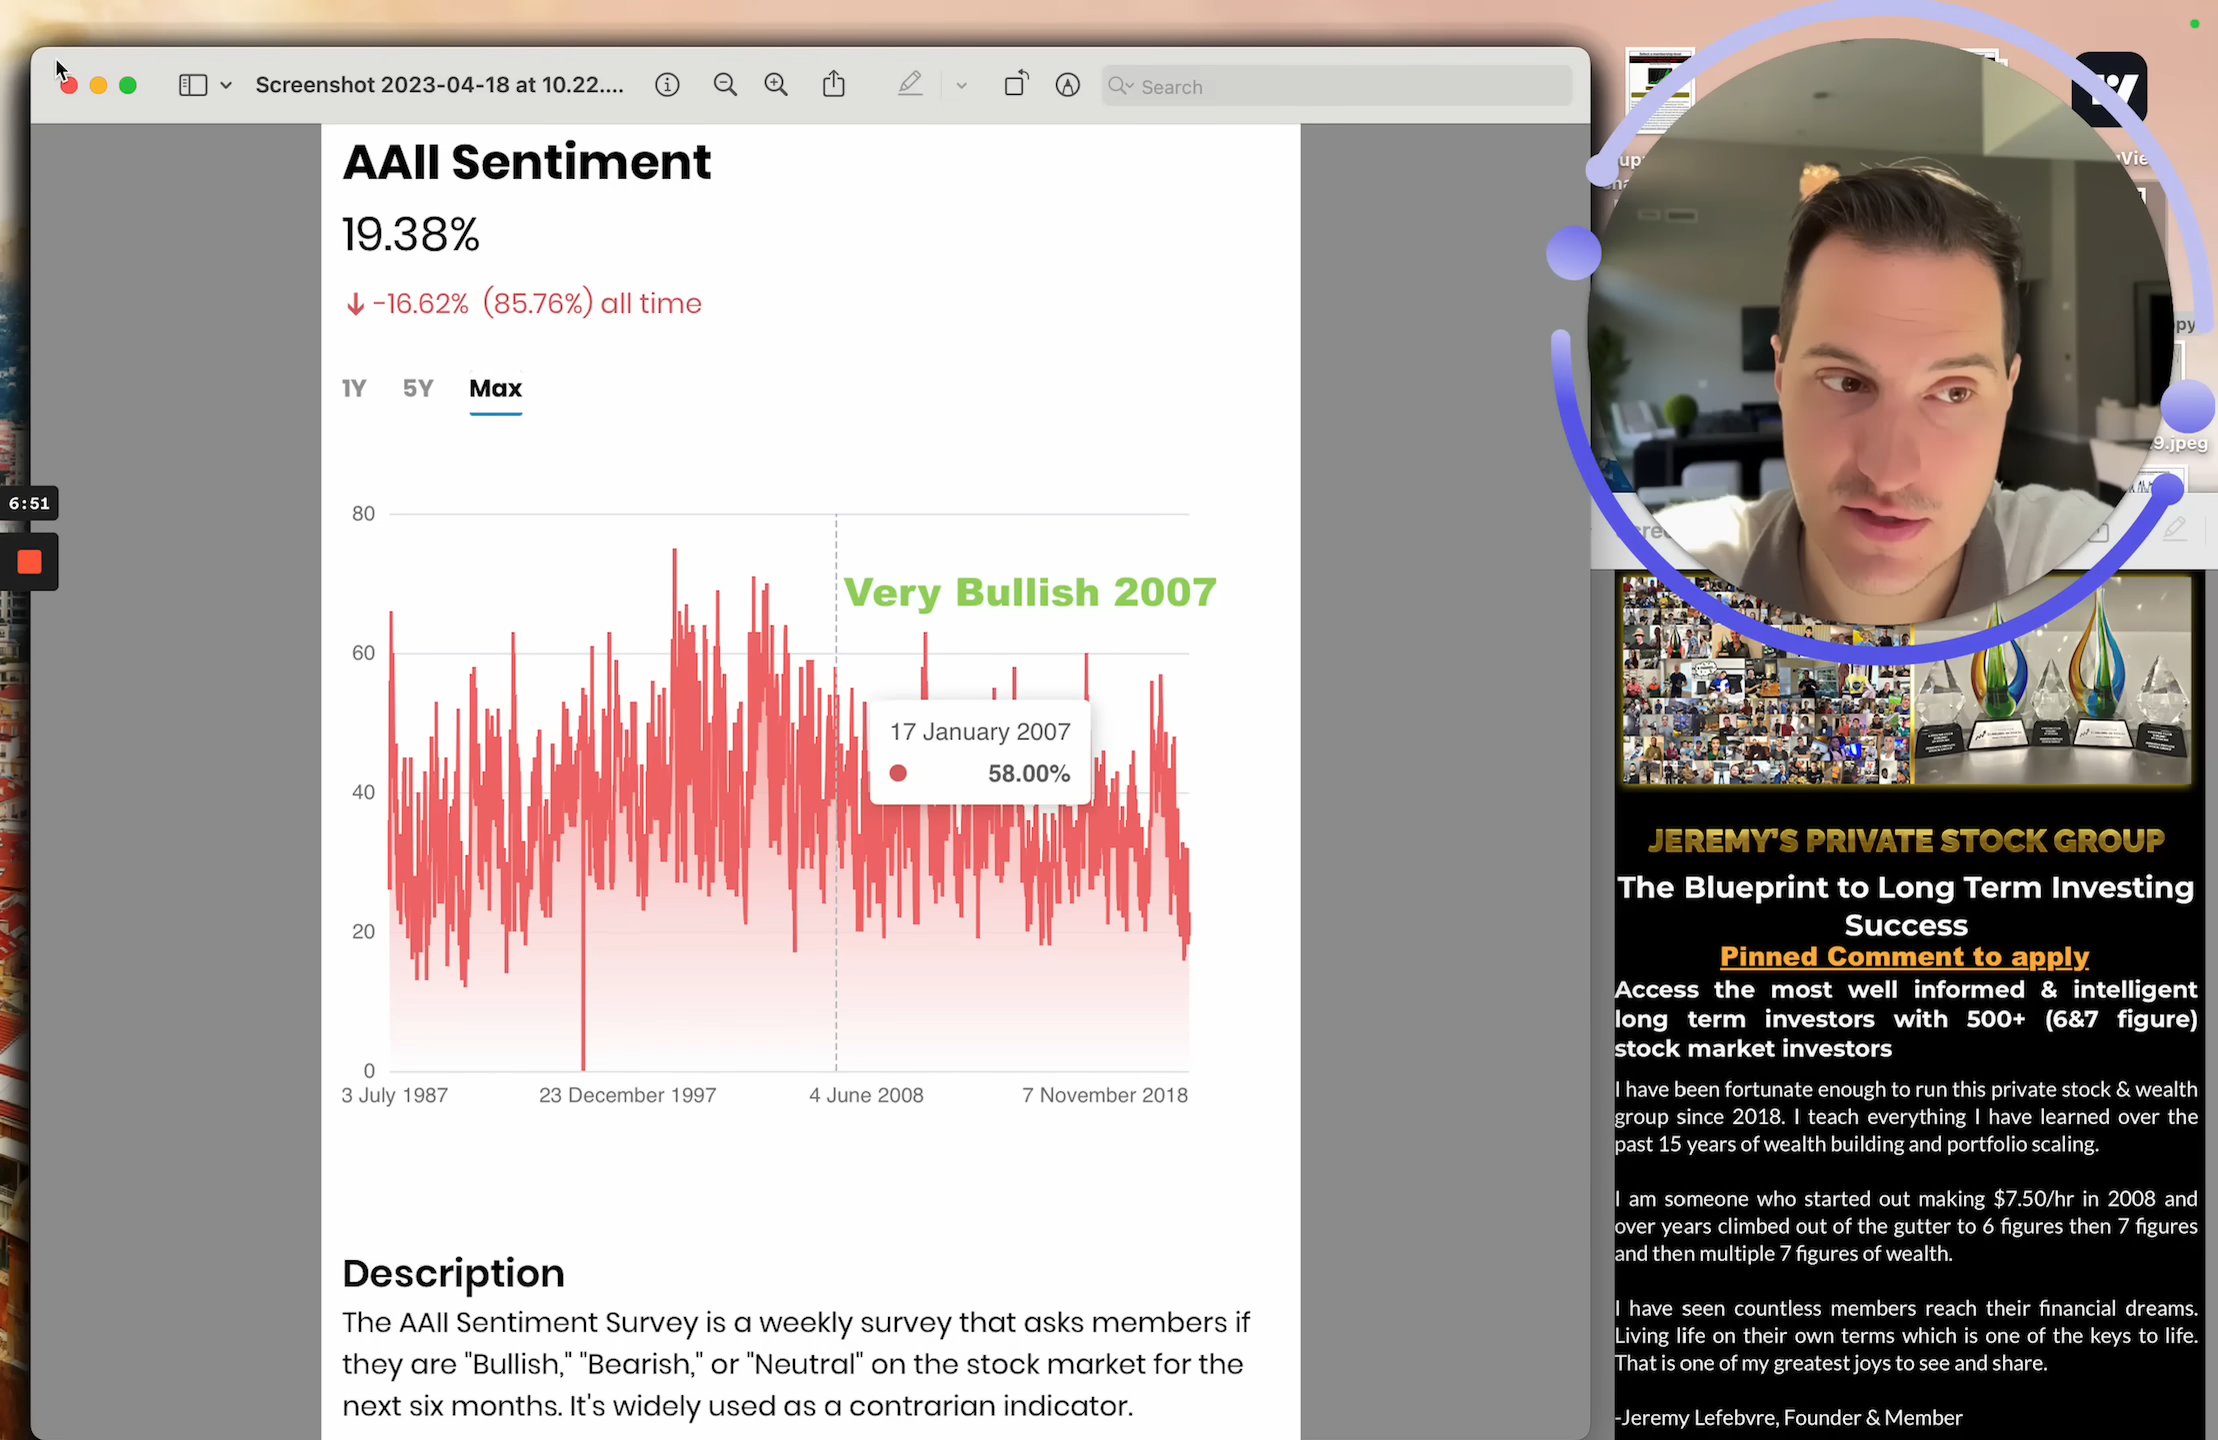 Screenshot 2023-04-18 at 10.22....
Search
AAII Sentiment
19.38%
-16.62% (85.76%) all time
1Y 5Y Max
6:51
80
60
40
20
0
Very Bullish 2007
17 January 2007
58.00%
3 July 1987
23 December 1997
4 June 2008
7 November 2018
Description
The AAII Sentiment Survey is a weekly survey that asks members if
they are "Bullish," "Bearish," or "Neutral" on the stock market for the
next six months. It's widely used as a contrarian indicator.
9.jpeg
JEREMY'S PRIVATE STOCK GROUP
The Blueprint to Long Term Investing
Success
Pinned Comment to apply
Access the most well informed & intelligent
long term investors with 500+ (6&7 figure)
stock market investors
I have been fortunate enough to run this private stock & wealth
group since 2018. I teach everything I have learned over the
past 15 years of wealth building and portfolio scaling.
I am someone who started out making $7.50/hr in 2008 and
over years climbed out of the gutter to 6 figures then 7 figures
and then multiple 7 figures of wealth.
I have seen countless members reach their financial dreams.
Living life on their own terms which is one of the keys to life.
That is one of my greatest joys to see and share.
-Jeremy Lefebvre, Founder & Member